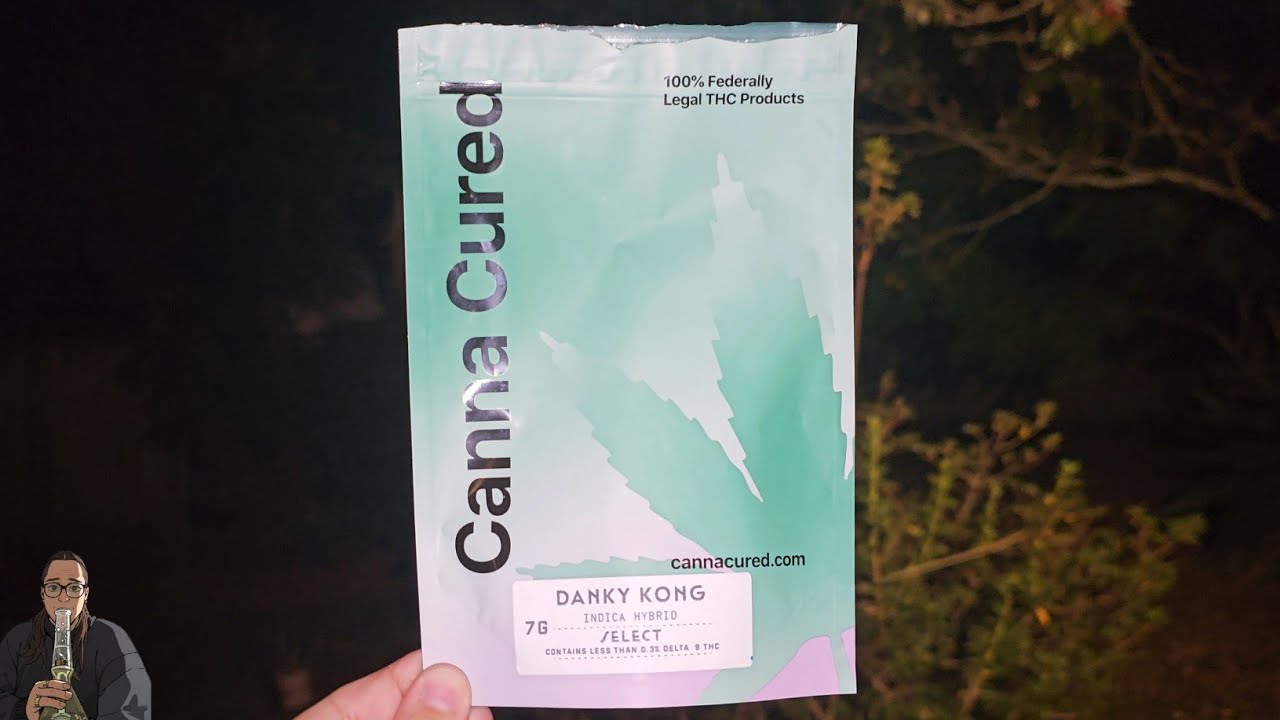 100% Federally
Legal THC Products
Canna Cured
cannacured.com
DANKY KONG
INDICA HYBRID
7G
SELECT
CONTAINS LESS THAN 0.3% DELTA 9 THC